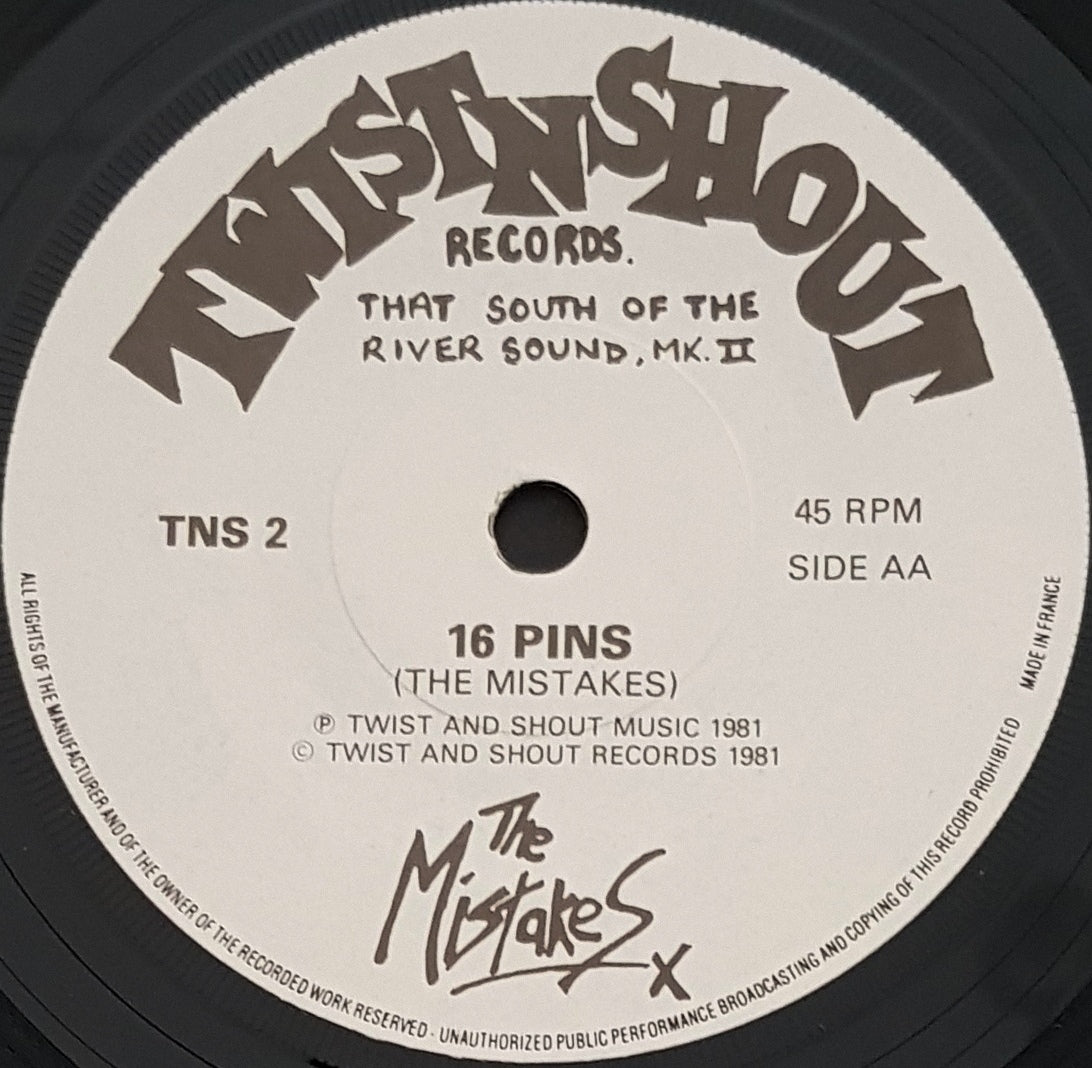 TWIST N SHOUT
RECORDS.
THAT SOUTH OF THE
RIVER SOUND, MK. II
TNS 2
45 RPM
SIDE AA
16 PINS
(THE MISTAKES)
℗ TWIST AND SHOUT MUSIC 1981
© TWIST AND SHOUT RECORDS 1981
The
Mistakes
X
ALL RIGHTS OF THE MANUFACTURER AND OF THE OWNER OF THE RECORDED WORK RESERVED - UNAUTHORIZED PUBLIC PERFORMANCE BROADCASTING AND COPYING OF THIS RECORD PROHIBITED
MADE IN FRANCE